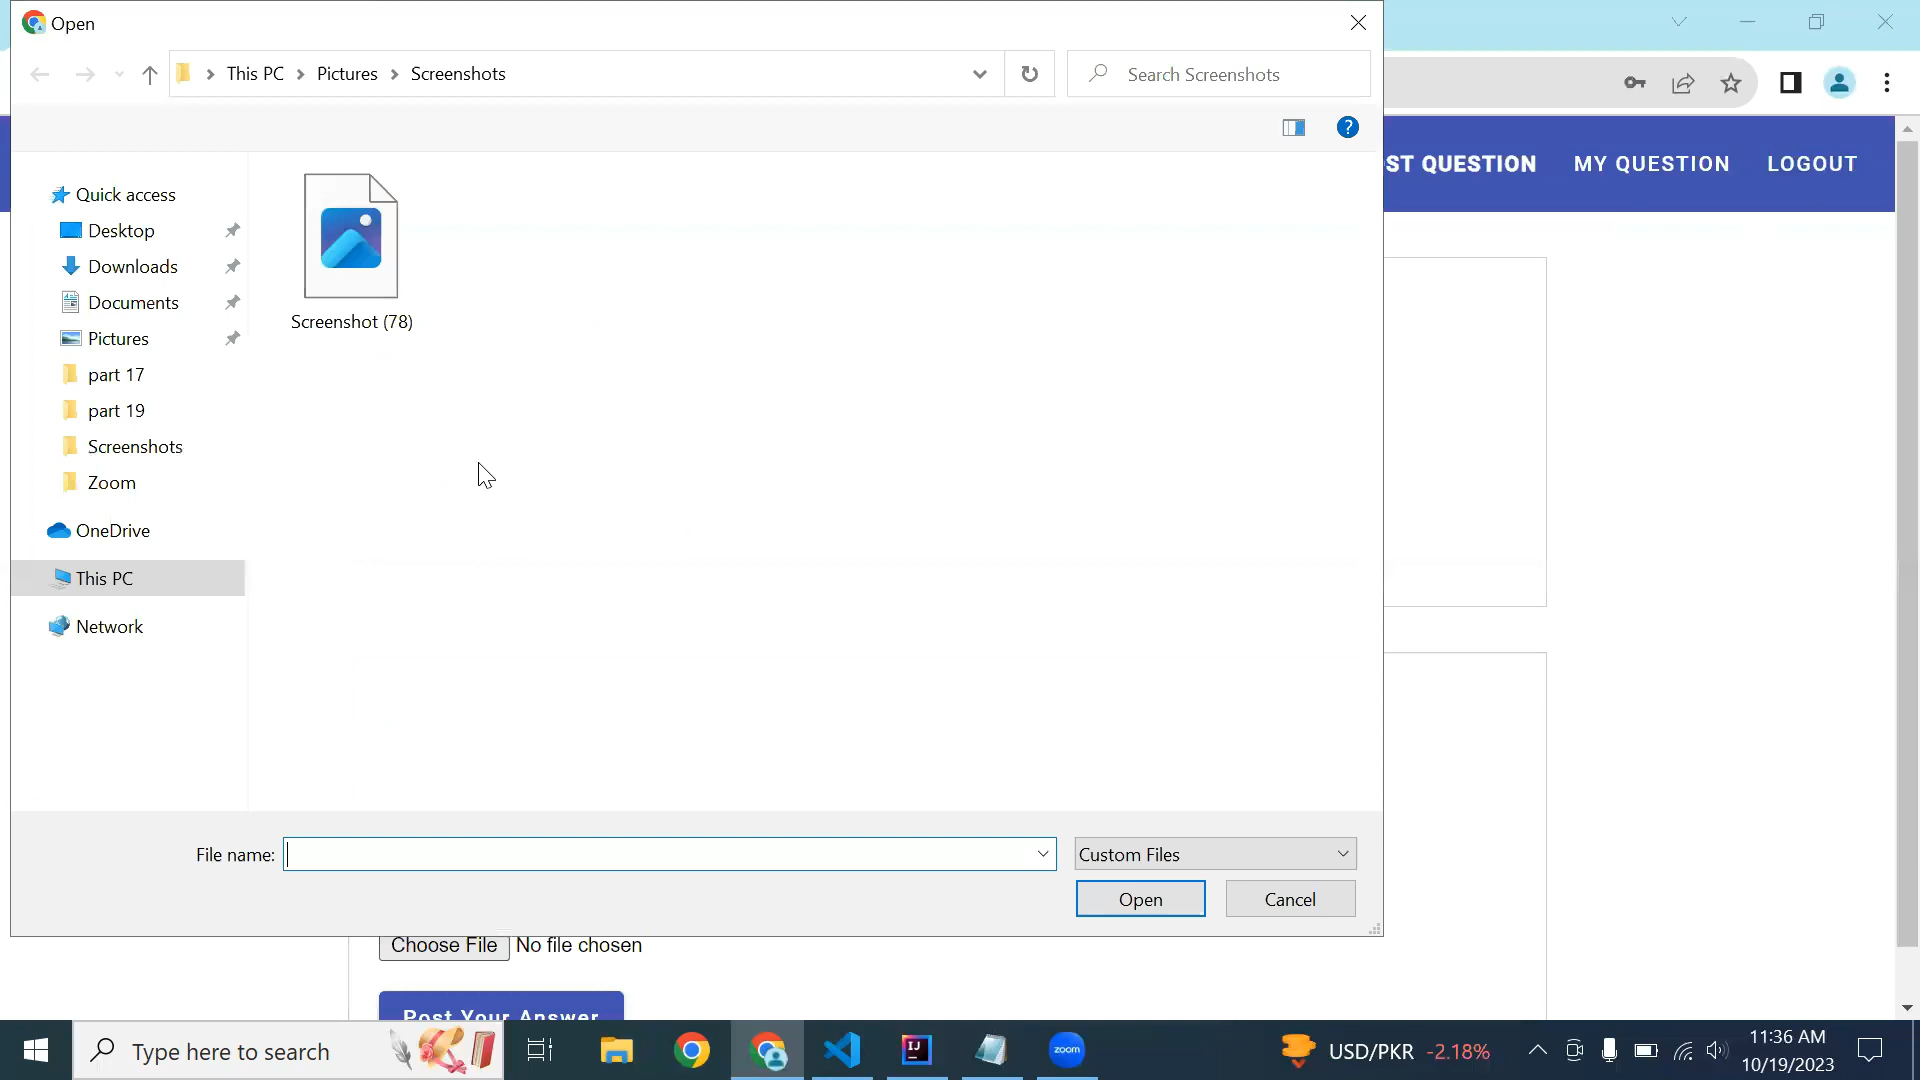 Open
This PC
Pictures
Screenshots
Search Screenshots
?
ST QUESTION
MY QUESTION
LOGOUT
Quick access
Desktop
Downloads
Documents
Pictures
part 17
part 19
Screenshots
Zoom
OneDrive
This PC
Network
Screenshot (78)
File name:
Custom Files
Open
Cancel
Choose File
No file chosen
Post Your Answer
Type here to search
IJ
zoom
USD/PKR -2.18%
11:36 AM
10/19/2023